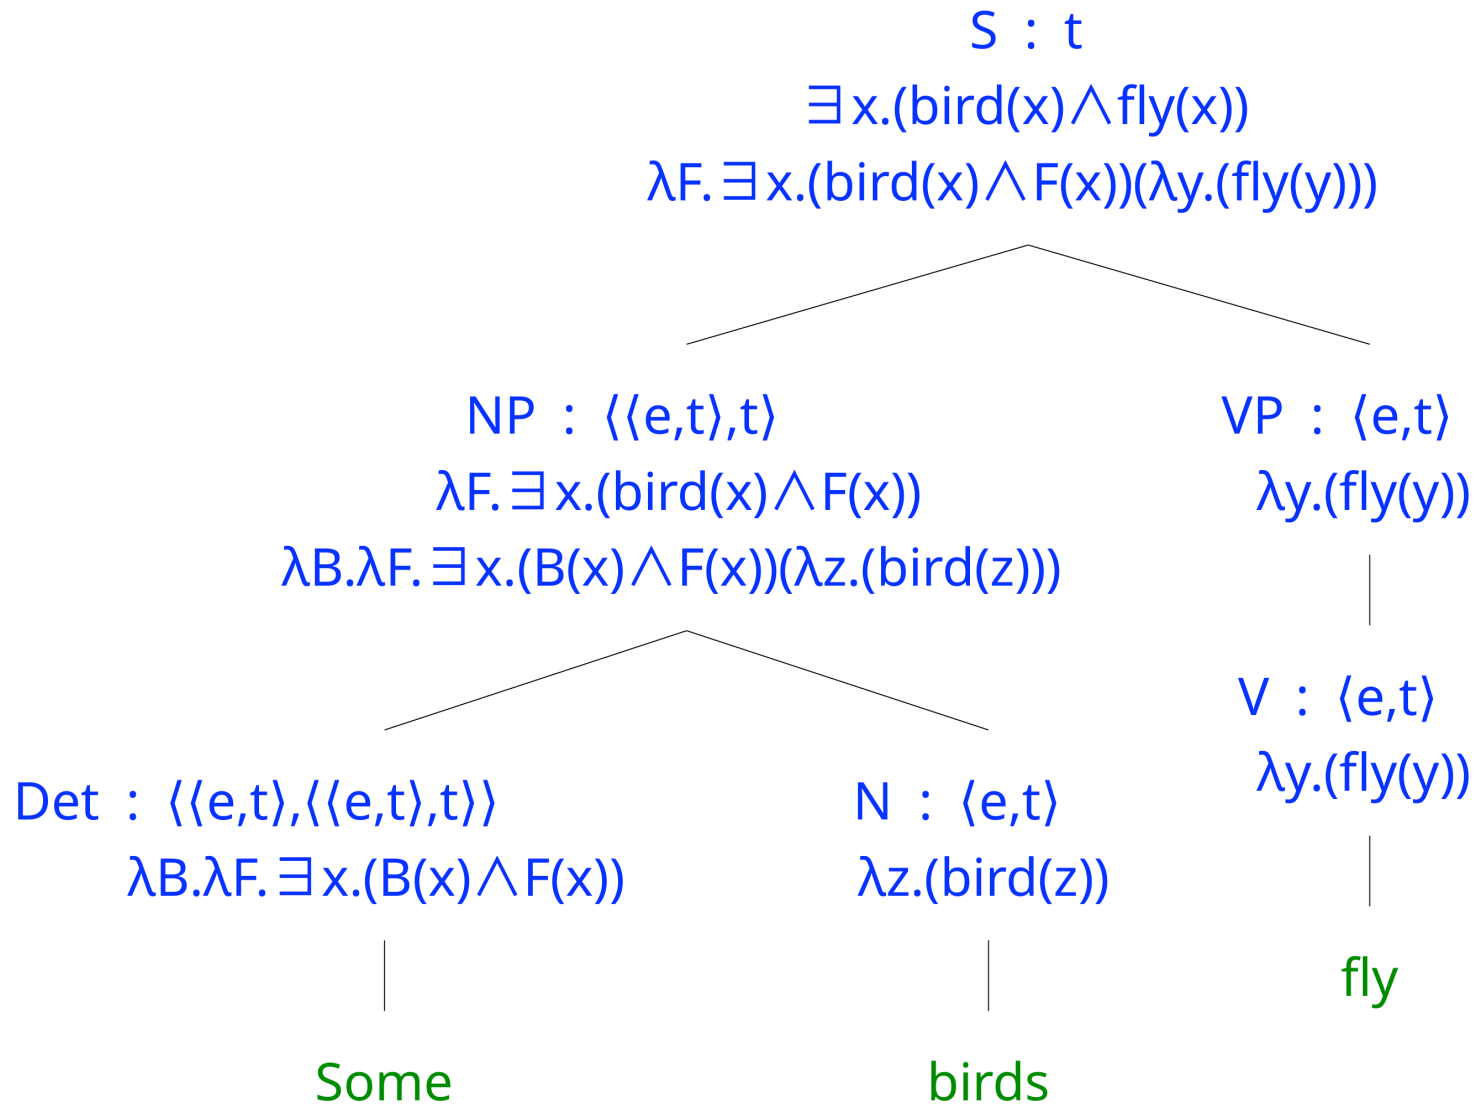 S : t
∃x.(bird(x)∧fly(x))
λF.∃x.(bird(x)∧F(x))(λy.(fly(y)))
NP : ⟨⟨e,t⟩,t⟩
λF.∃x.(bird(x)∧F(x))
λB.λF.∃x.(B(x)∧F(x))(λz.(bird(z)))
VP : ⟨e,t⟩
λy.(fly(y))
Det : ⟨⟨e,t⟩,⟨⟨e,t⟩,t⟩⟩
λB.λF.∃x.(B(x)∧F(x))
N : ⟨e,t⟩
λz.(bird(z))
V : ⟨e,t⟩
λy.(fly(y))
Some
birds
fly